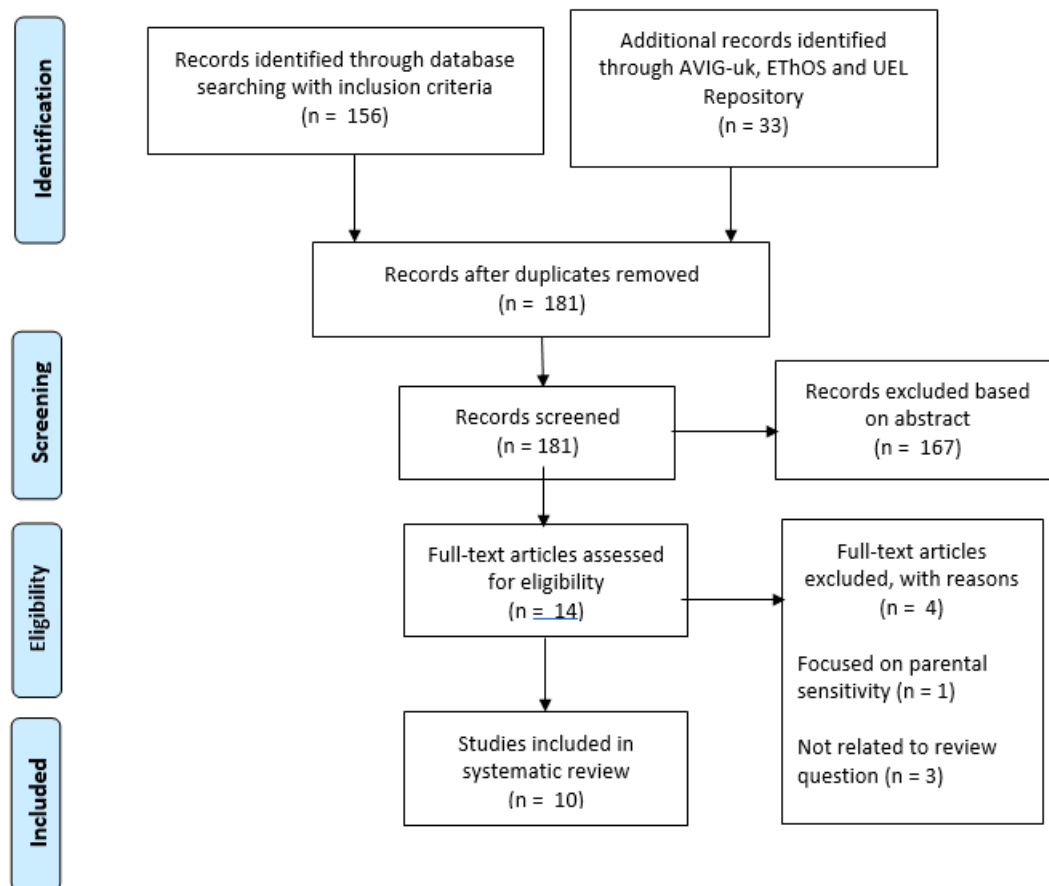 Identification
Records identified through database
searching with inclusion criteria
(n = 156)
Additional records identified
through AVIG-uk, EThOS and UEL
Repository
(n = 33)
Records after duplicates removed
(n = 181)
Screening
Records screened
(n = 181)
Records excluded based
on abstract
(n = 167)
Eligibility
Full-text articles assessed
for eligibility
(n = 14)
Full-text articles
excluded, with reasons
(n = 4)
Focused on parental
sensitivity (n = 1)
Not related to review
question (n = 3)
Included
Studies included in
systematic review
(n = 10)